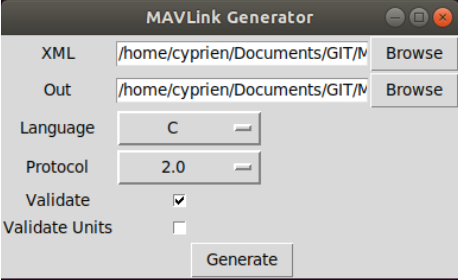 MAVLink Generator
XML /home/cyprien/Documents/GIT/M Browse
Out /home/cyprien/Documents/GIT/M Browse
Language C
Protocol 2.0
Validate
Validate Units
Generate